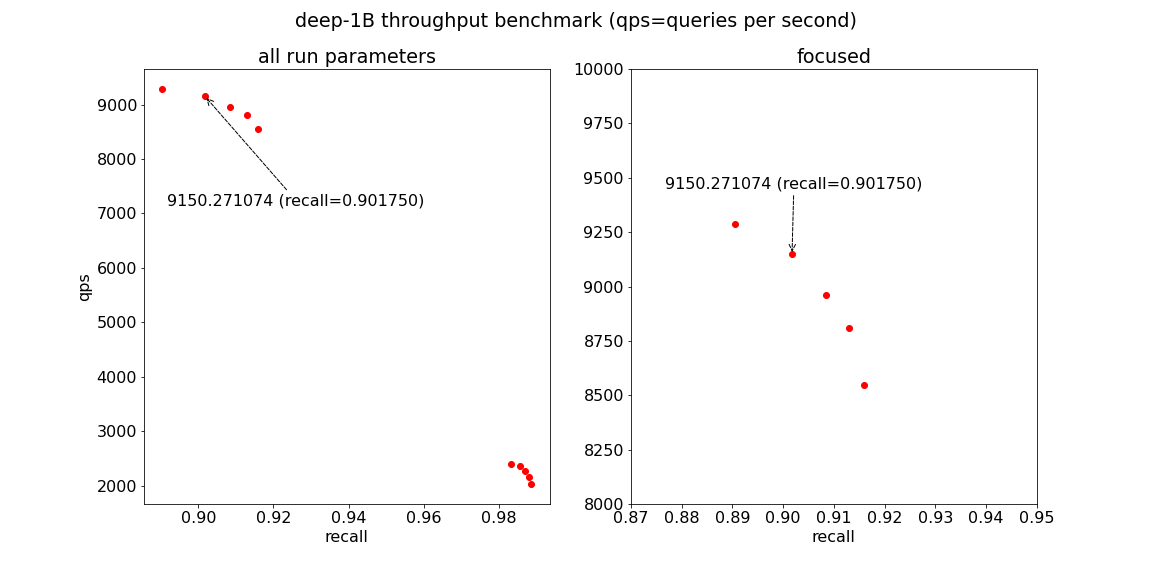 deep-1B throughput benchmark (qps=queries per second)
all run parameters
9000
8000
7000
6000
5000
4000
3000
2000
qps
9150.271074 (recall=0.901750)
0.90 0.92 0.94 0.96 0.98
recall
focused
10000
9750
9500
9250
9000
8750
8500
8250
8000
9150.271074 (recall=0.901750)
0.87 0.88 0.89 0.90 0.91 0.92 0.93 0.94 0.95
recall